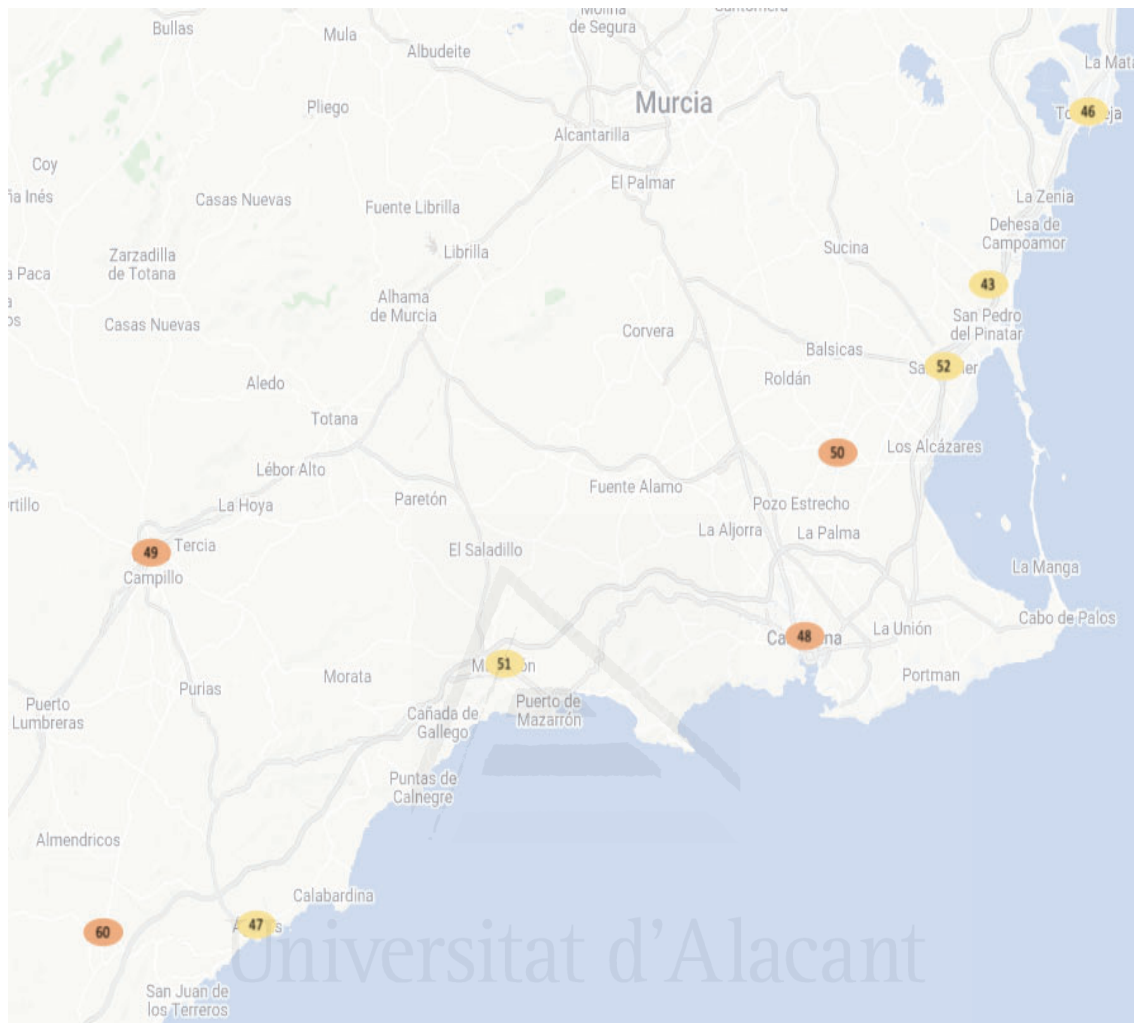 Molina
de Segura
Santomera
Bullas
Mula
Albudeite
La Mata
Murcia
Pliego
46
Alcantarilla
Coy
El Palmar
ña Inés
Casas Nuevas
Fuente Librilla
La Zenia
Dehesa de
Campoamor
Sucina
Zarzadilla
de Totana
Librilla
a Paca
43
Alhama
de Murcia
San Pedro
del Pinatar
Casas Nuevas
Corvera
Balsicas
52
Roldán
Aledo
Totana
Los Alcázares
50
Lébor Alto
Fuente Alamo
Paretón
La Hoya
Pozo Estrecho
La Aljorra
La Palma
49
Tercia
El Saladillo
Campillo
La Manga
Cabo de Palos
La Unión
48
51
Portman
Morata
Purias
Puerto
Lumbreras
Puerto de
Mazarrón
Cañada de
Gallego
Puntas de
Calnegre
Almendricos
Calabardina
60
47
Universitat d'Alacant
San Juan de
los Terreros